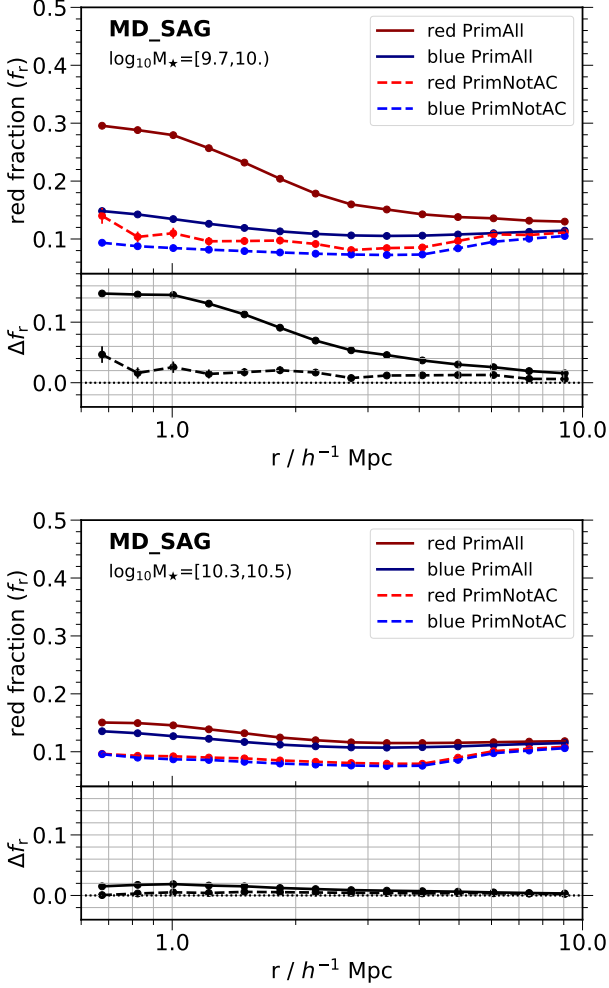 0.5
MD_SAG
log₁₀M★=[9.7,10.)
red PrimAll
blue PrimAll
red PrimNotAC
blue PrimNotAC
0.4
0.3
0.2
0.1
red fraction (fᵣ)
0.1
0.0
Δfᵣ
1.0
10.0
r / h⁻¹ Mpc
0.5
MD_SAG
log₁₀M★=[10.3,10.5)
red PrimAll
blue PrimAll
red PrimNotAC
blue PrimNotAC
0.4
0.3
0.2
0.1
red fraction (fᵣ)
0.1
0.0
Δfᵣ
1.0
10.0
r / h⁻¹ Mpc